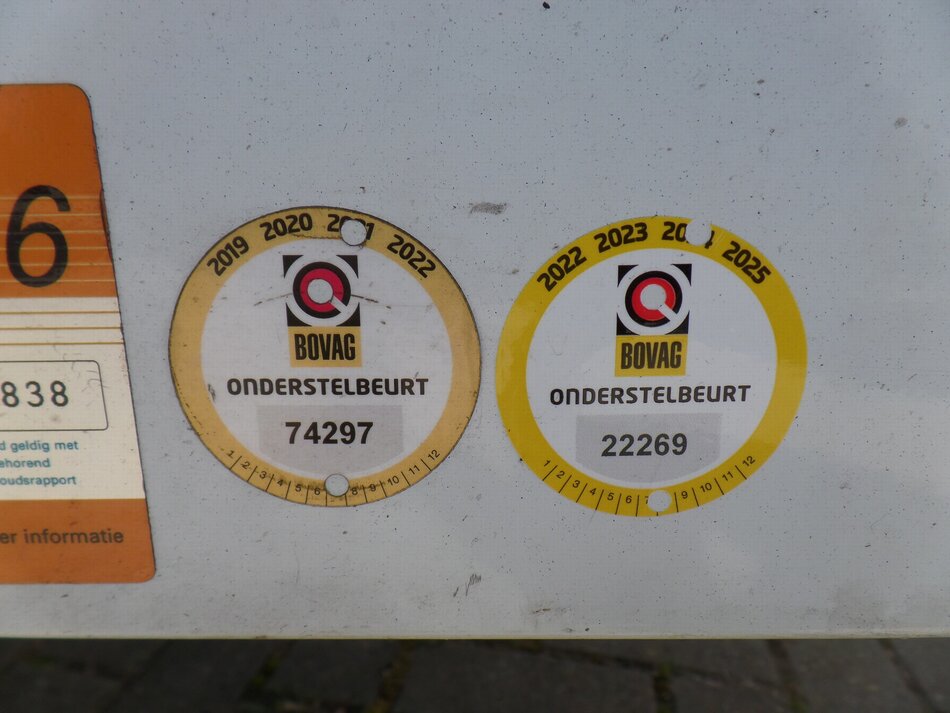 6
838
d geldig met
ehorend
oudsrapport
er informatie
2019 2020 2022
BOVAG
ONDERSTELBEURT
74297
1 2 3 4 5 6 8 9 10 11 12
2022 2023 2025
BOVAG
ONDERSTELBEURT
22269
1 2 3 4 5 6 7 9 10 11 12